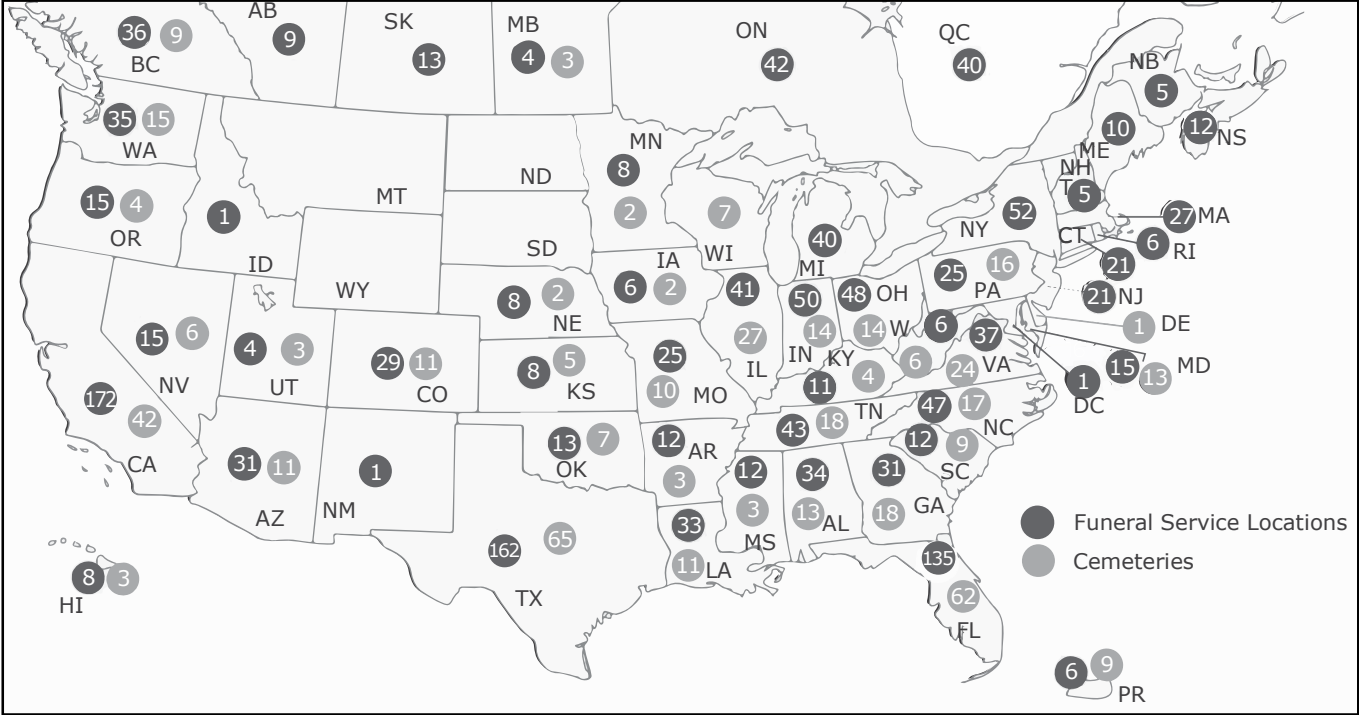 AB
36 9
BC
9
SK
13
MB
4 3
ON
42
QC
40
NB
5
12 NS
10
ME
NH
T 5
35 15
WA
15 4
OR
1
ID
MT
ND
SD
WY
MN
8
2
7
WI
40
MI
NY 52
CT
27 MA
6 RI
21
21 NJ
25 16
PA
1 DE
15 13 MD
1
DC
8 2
NE
6 IA 2
41
27
IL
50
14
IN
48 OH
14
W 6
6
37
VA
24
KY
11 4
15 6
NV
4 3
UT
29 11
CO
8 5
KS
25
10 MO
172
42
CA
31 11
AZ
1
NM
13 7
OK
12 AR
3
43 18 TN
47 17
NC
12 9
SC
12
3
MS
34
13 AL
31
18 GA
162 65
TX
33
11 LA
135
62
FL
8 3
HI
6 9
PR
Funeral Service Locations
Cemeteries